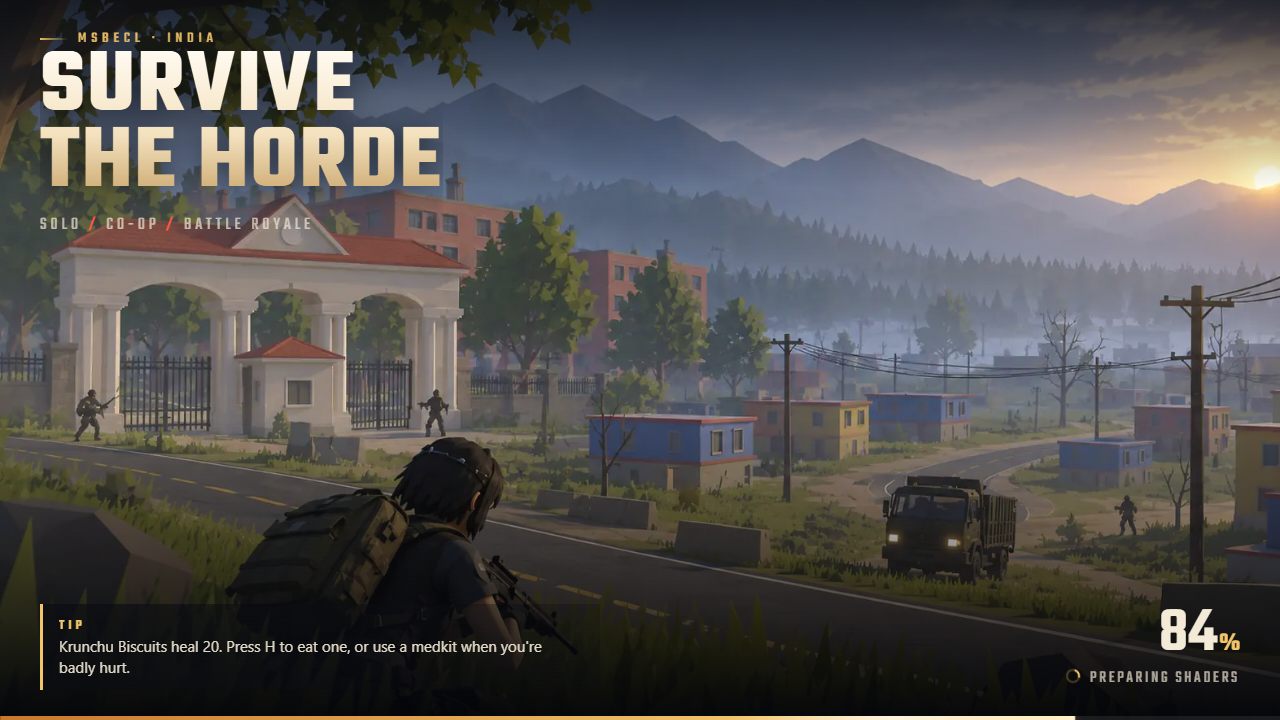 MSBECL · INDIA
SURVIVE
THE HORDE
SOLO / CO-OP / BATTLE ROYALE
TIP
Krunchu Biscuits heal 20. Press H to eat one, or use a medkit when you're
badly hurt.
84%
PREPARING SHADERS